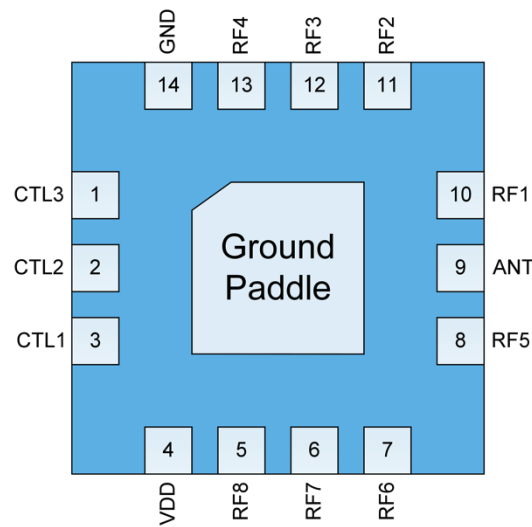 GND
RF4
RF3
RF2
14
13
12
11
CTL3
1
10
RF1
CTL2
2
Ground
Paddle
9
ANT
CTL1
3
8
RF5
4
5
6
7
VDD
RF8
RF7
RF6